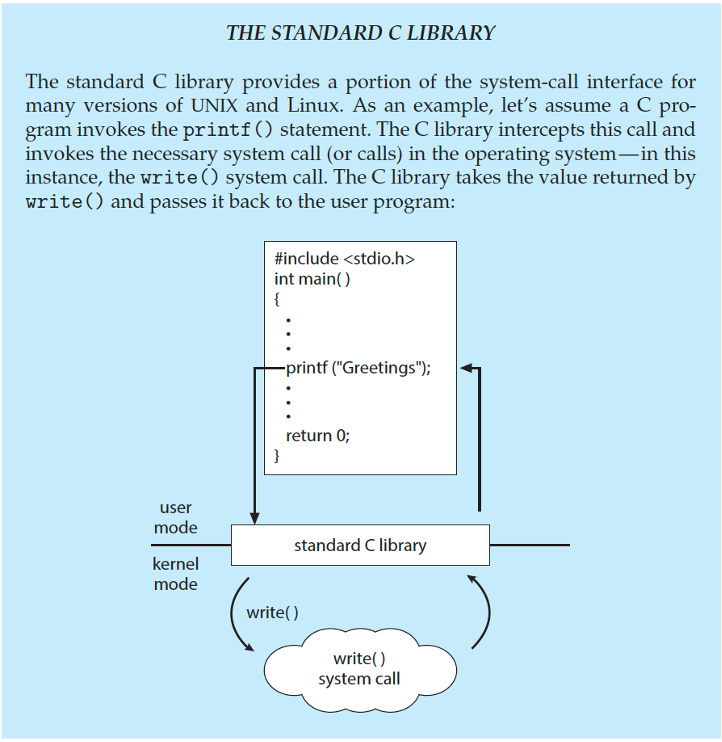 THE STANDARD C LIBRARY
The standard C library provides a portion of the system-call interface for
many versions of UNIX and Linux. As an example, let’s assume a C pro-
gram invokes the printf() statement. The C library intercepts this call and
invokes the necessary system call (or calls) in the operating system—in this
instance, the write() system call. The C library takes the value returned by
write() and passes it back to the user program:
#include <stdio.h>
int main( )
{
•
•
•
printf ("Greetings");
•
•
•
return 0;
}
user
mode
standard C library
kernel
mode
write( )
write( )
system call